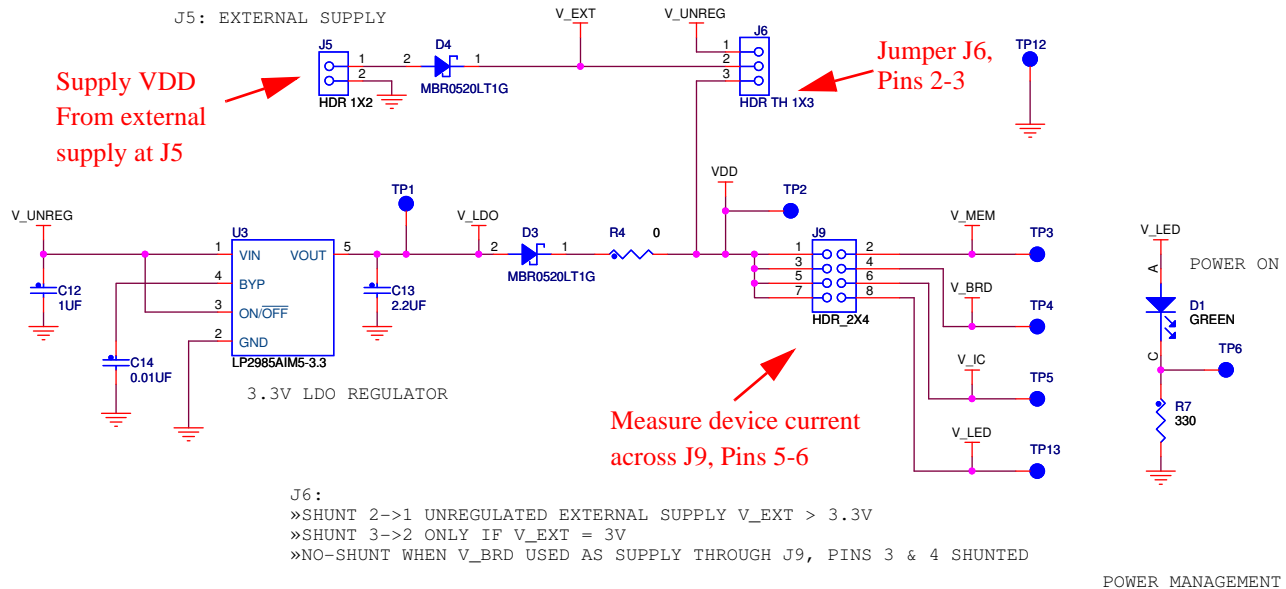 J5: EXTERNAL SUPPLY
V_EXT
V_UNREG
J5
1
2
HDR 1X2
2
D4
1
MBR0520LT1G
J6
1
2
3
HDR TH 1X3
TP12
Supply VDD
From external
supply at J5
Jumper J6,
Pins 2-3
V_UNREG
C12
1UF
C14
0.01UF
U3
1
VIN
VOUT
5
4
BYP
3
ON/OFF
2
GND
LP2985AIM5-3.3
3.3V LDO REGULATOR
TP1
C13
2.2UF
V_LDO
2
D3
1
MBR0520LT1G
R4
0
VDD
TP2
J9
1
2
3
4
5
6
7
8
HDR_2X4
V_MEM
TP3
V_BRD
TP4
V_IC
TP5
V_LED
TP13
V_LED
A
POWER ON
D1
GREEN
C
TP6
R7
330
Measure device current
across J9, Pins 5-6
J6:
»SHUNT 2->1 UNREGULATED EXTERNAL SUPPLY V_EXT > 3.3V
»SHUNT 3->2 ONLY IF V_EXT = 3V
»NO-SHUNT WHEN V_BRD USED AS SUPPLY THROUGH J9, PINS 3 & 4 SHUNTED
POWER MANAGEMENT